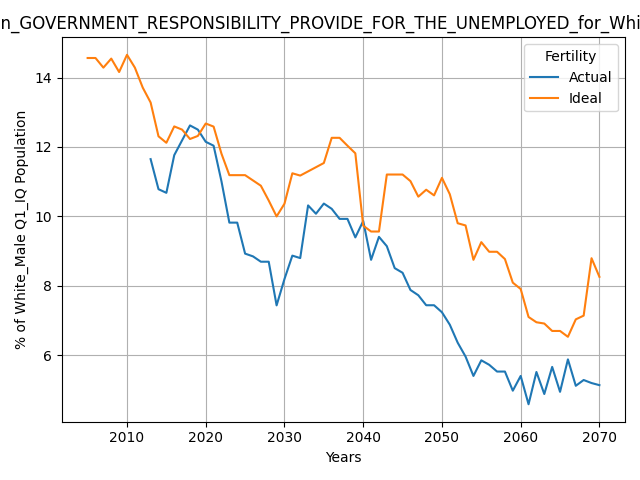 n_GOVERNMENT_RESPONSIBILITY_PROVIDE_FOR_THE_UNEMPLOYED_for_Whi
Fertility
Actual
Ideal
% of White_Male Q1_IQ Population
14
12
10
8
6
2010 2020 2030 2040 2050 2060 2070
Years